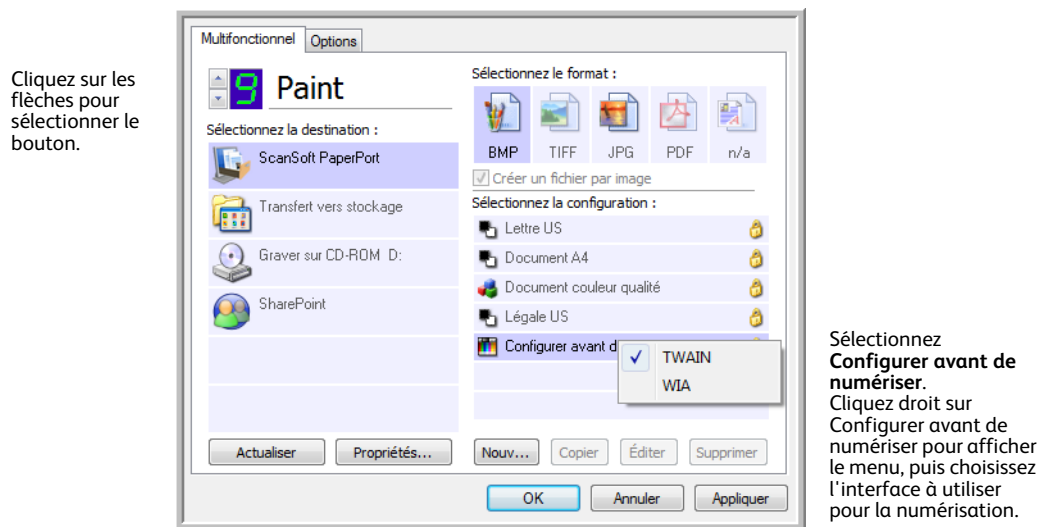 Cliquez sur les
flèches pour
sélectionner le
bouton.
Multifonctionnel
Options
9
Paint
Sélectionnez la destination :
ScanSoft PaperPort
Transfert vers stockage
Graver sur CD-ROM D:
SharePoint
Actualiser
Propriétés...
Sélectionnez le format :
BMP
TIFF
JPG
PDF
n/a
Créer un fichier par image
Sélectionnez la configuration :
Lettre US
Document A4
Document couleur qualité
Légale US
Configurer avant d
TWAIN
WIA
Nouv...
Copier
Éditer
Supprimer
OK
Annuler
Appliquer
Sélectionnez
Configurer avant de
numériser.
Cliquez droit sur
Configurer avant de
numériser pour afficher
le menu, puis choisissez
l'interface à utiliser
pour la numérisation.